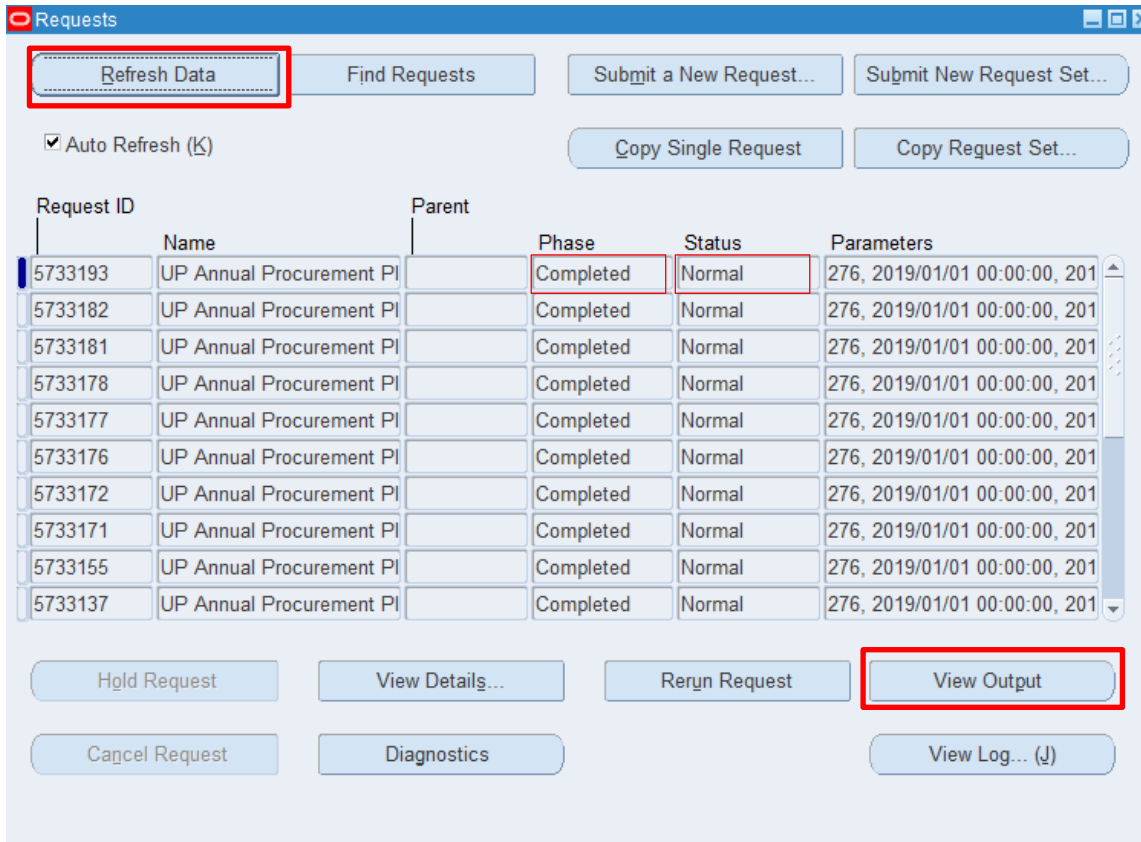 Requests
Refresh Data Find Requests Submit a New Request... Submit New Request Set...
Auto Refresh (K) Copy Single Request Copy Request Set...
Request ID Parent
Name Phase Status Parameters
5733193 UP Annual Procurement Pl Completed Normal 276, 2019/01/01 00:00:00, 201
5733182 UP Annual Procurement Pl Completed Normal 276, 2019/01/01 00:00:00, 201
5733181 UP Annual Procurement Pl Completed Normal 276, 2019/01/01 00:00:00, 201
5733178 UP Annual Procurement Pl Completed Normal 276, 2019/01/01 00:00:00, 201
5733177 UP Annual Procurement Pl Completed Normal 276, 2019/01/01 00:00:00, 201
5733176 UP Annual Procurement Pl Completed Normal 276, 2019/01/01 00:00:00, 201
5733172 UP Annual Procurement Pl Completed Normal 276, 2019/01/01 00:00:00, 201
5733171 UP Annual Procurement Pl Completed Normal 276, 2019/01/01 00:00:00, 201
5733155 UP Annual Procurement Pl Completed Normal 276, 2019/01/01 00:00:00, 201
5733137 UP Annual Procurement Pl Completed Normal 276, 2019/01/01 00:00:00, 201
Hold Request View Details... Rerun Request View Output
Cancel Request Diagnostics View Log... (J)